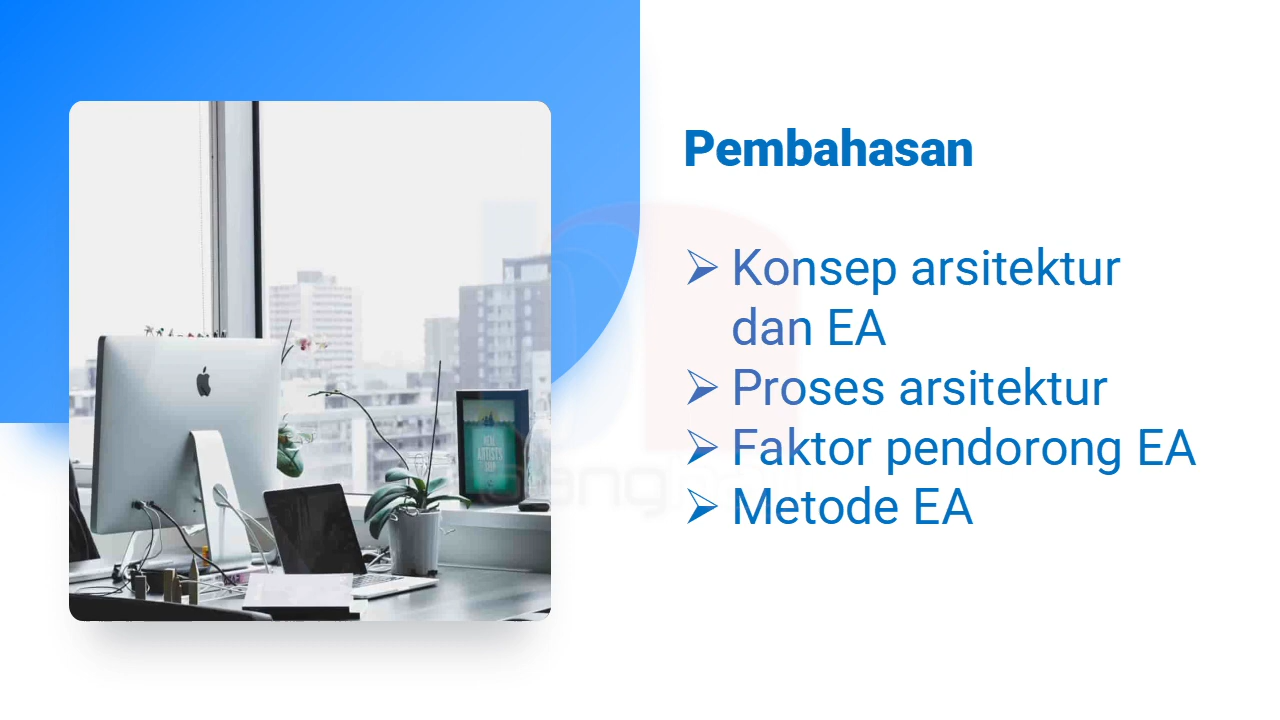 Pembahasan
➢ Konsep arsitektur
dan EA
➢ Proses arsitektur
➢ Faktor pendorong EA
➢ Metode EA